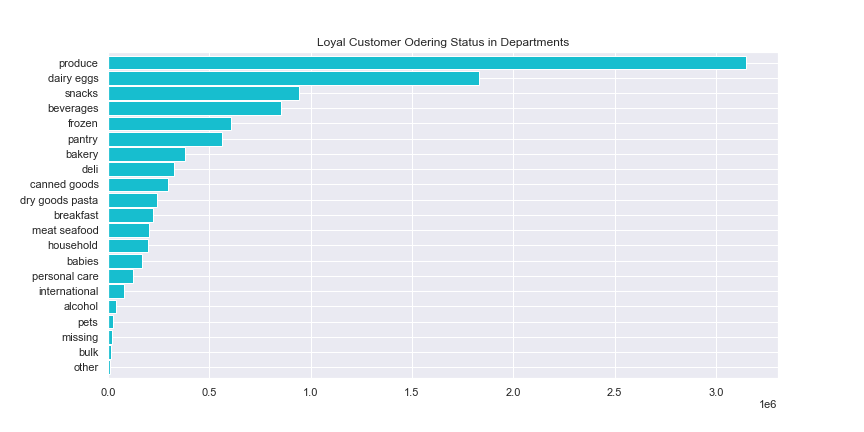 Loyal Customer Odering Status in Departments
produce
dairy eggs
snacks
beverages
frozen
pantry
bakery
deli
canned goods
dry goods pasta
breakfast
meat seafood
household
babies
personal care
international
alcohol
pets
missing
bulk
other
0.0 0.5 1.0 1.5 2.0 2.5 3.0
1e6